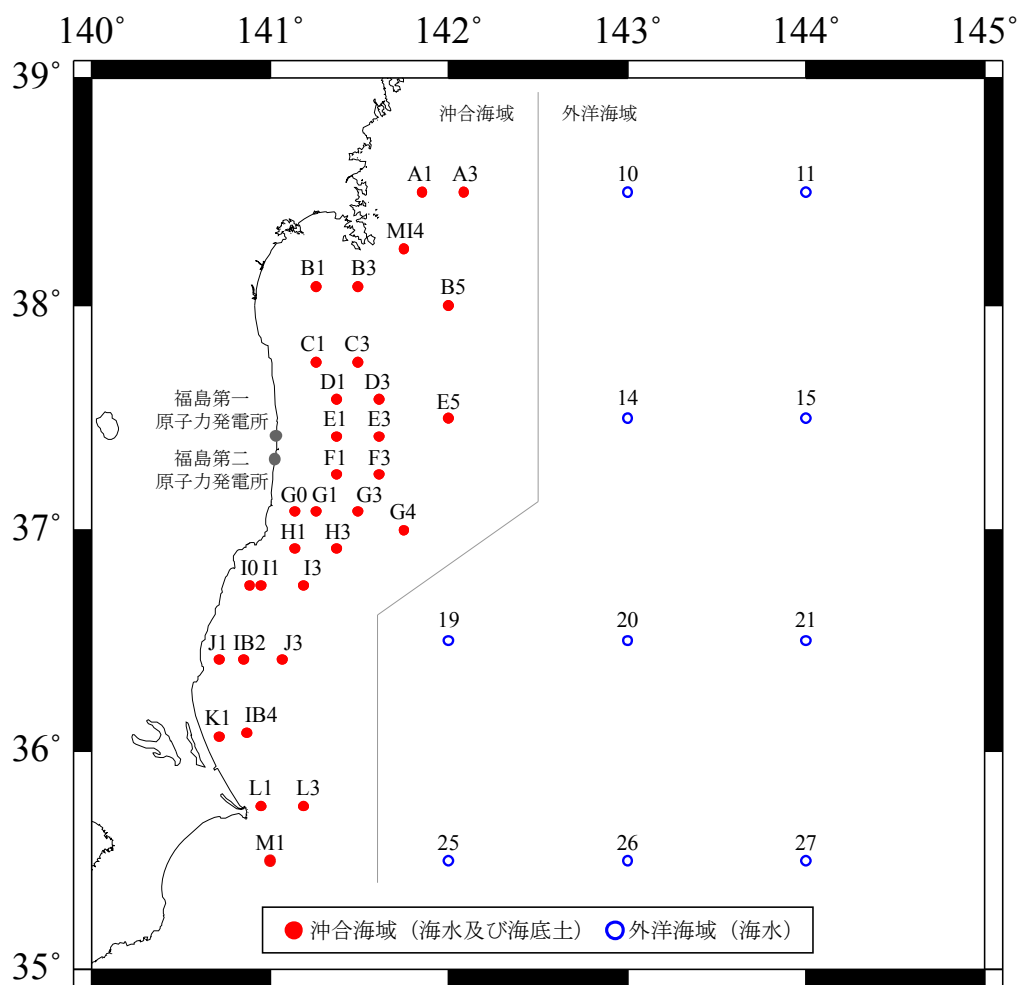 140° 141° 142° 143° 144° 145°
39°
沖合海域 外洋海域
A1 A3 10 11
MI4
B1 B3
B5
38°
C1 C3
D1 D3
福島第一
原子力発電所
E5 14 15
E1 E3
福島第二
原子力発電所
F1 F3
G0 G1 G3
G4
37°
H1 H3
I0 I1 I3
19 20 21
J1 IB2 J3
K1 IB4
36°
L1 L3
M1 25 26 27
沖合海域（海水及び海底土） 外洋海域（海水）
35°